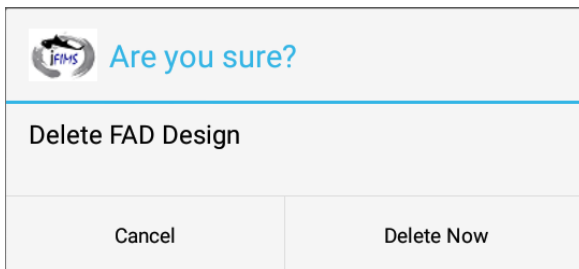 iFIMS
Are you sure?
Delete FAD Design
Cancel
Delete Now